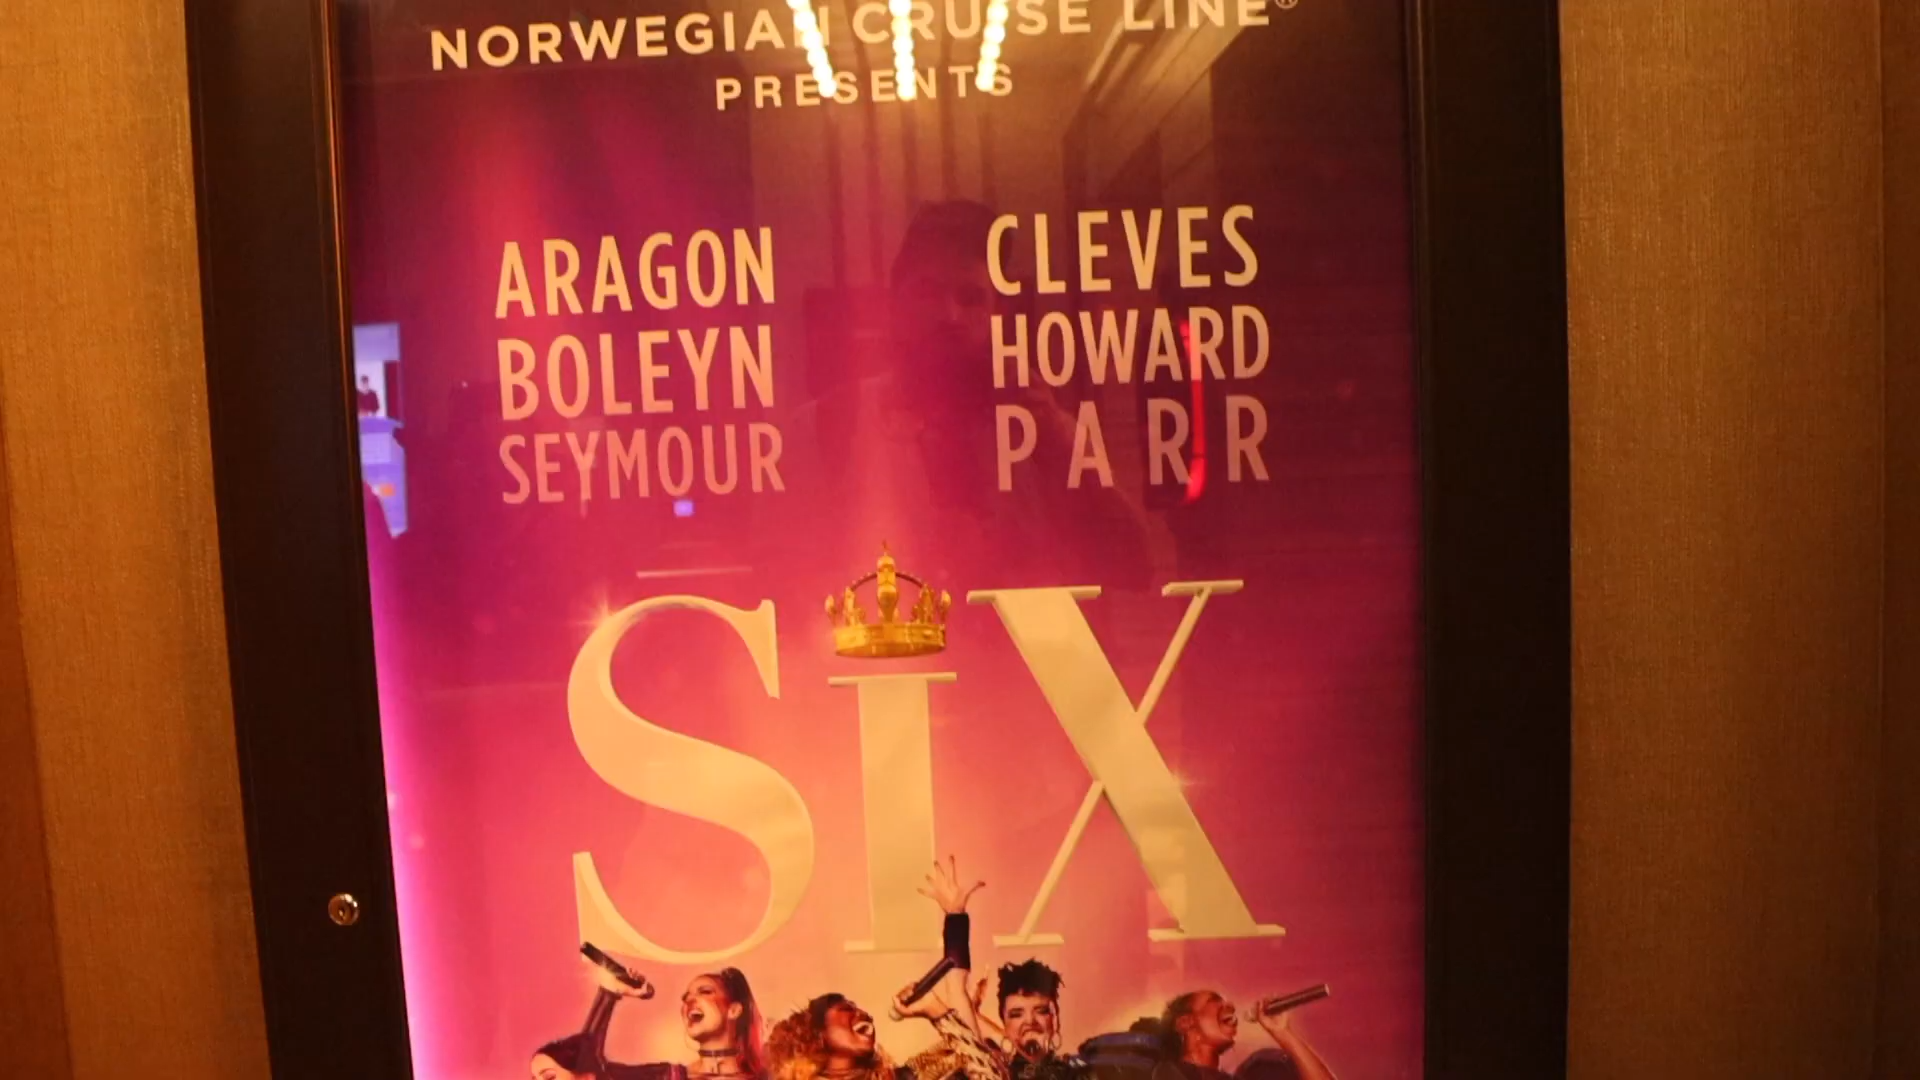 NORWEGIAN CRUISE LINE®
PRESENTS
ARAGON
BOLEYN
SEYMOUR
CLEVES
HOWARD
PARR
SIX